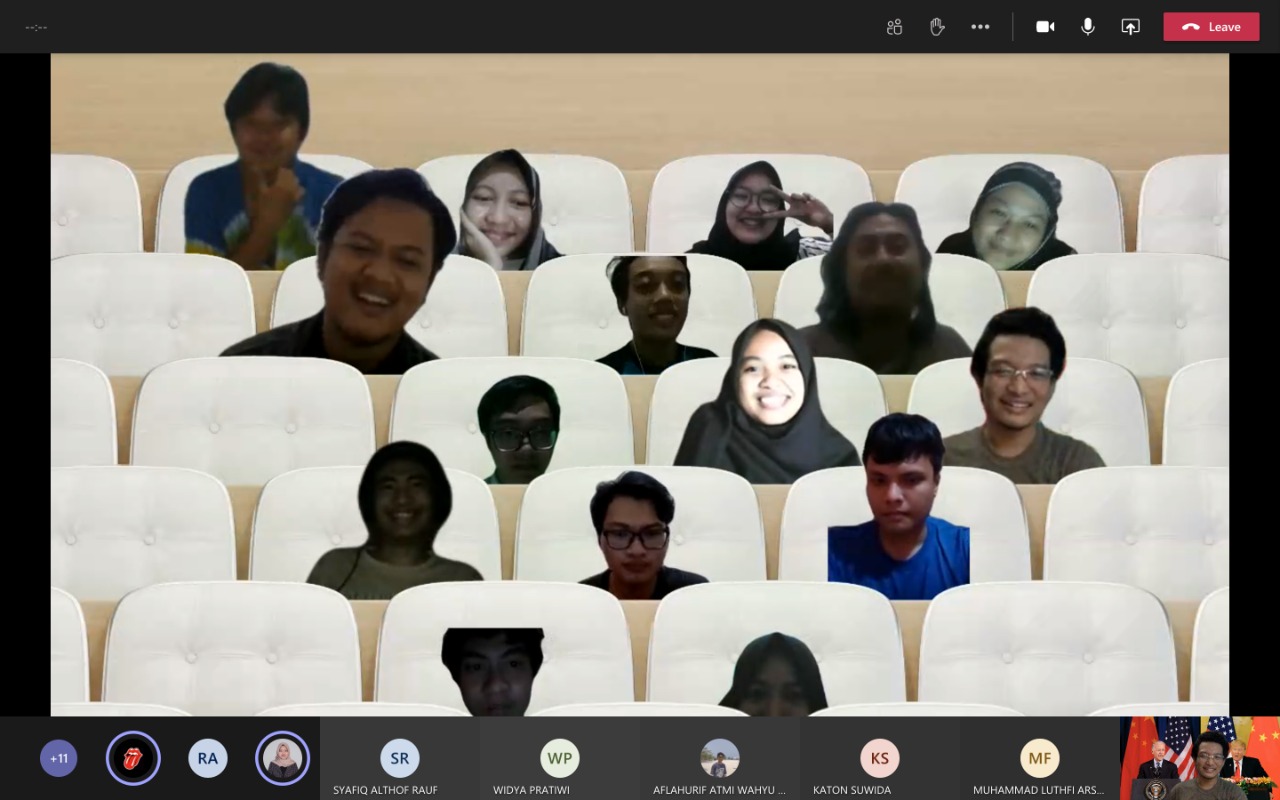 --:--
Leave
+11
RA
SR
SYAFIQ ALTHOF RAUF
WP
WIDYA PRATIWI
AFLAHURIF ATMI WAHYU ...
KS
KATON SUWIDA
MF
MUHAMMAD LUTHFI ARS...